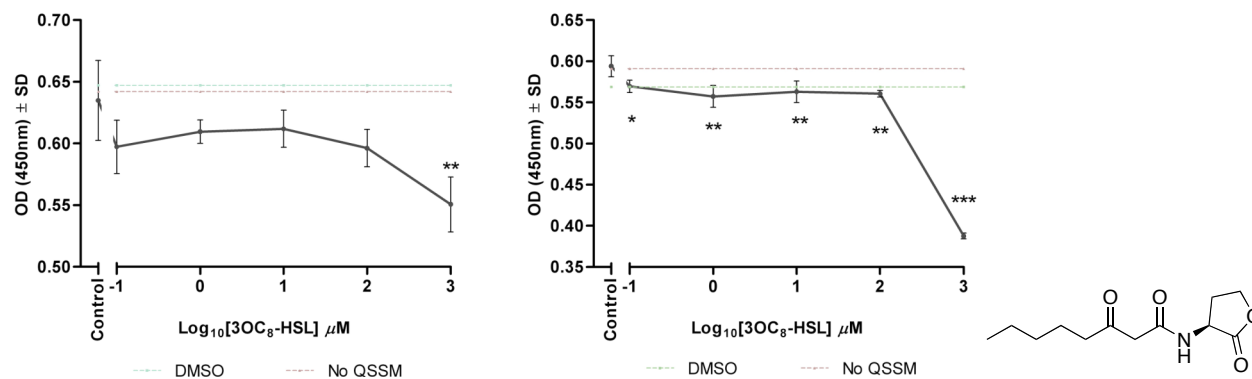 0.70
0.65
0.60
0.55
0.50
OD (450nm) ± SD
**
Control
-1 0 1 2 3
Log₁₀[3OC₈-HSL] μM
DMSO No QSSM
0.65
0.60
0.55
0.50
0.45
0.40
0.35
OD (450nm) ± SD
* ** ** ** ***
Control
-1 0 1 2 3
Log₁₀[3OC₈-HSL] μM
DMSO No QSSM
O O
O
N
H
O